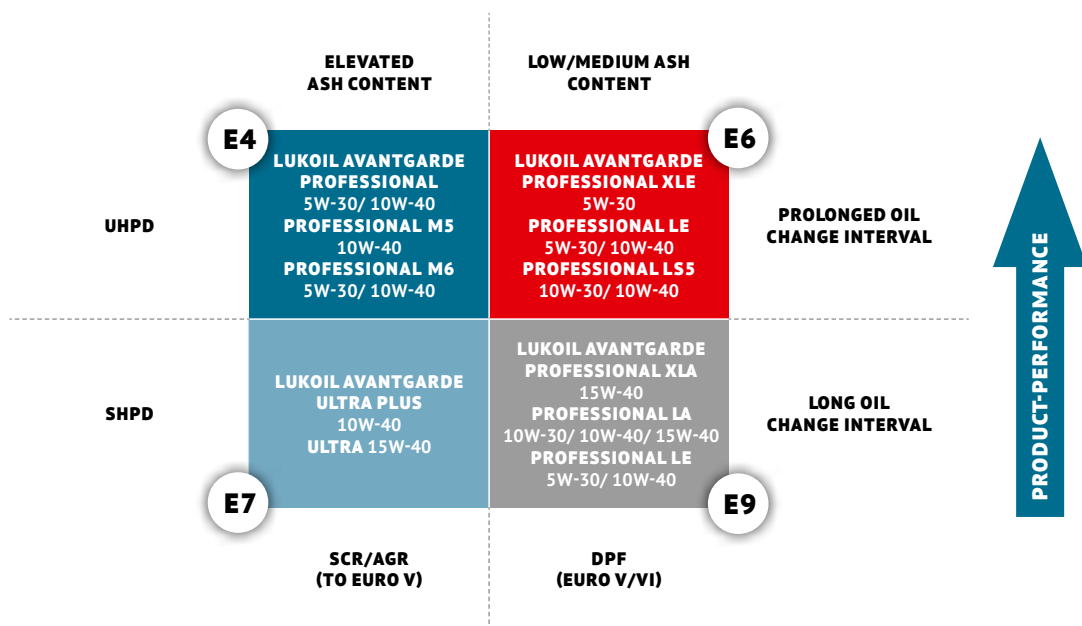 ELEVATED
ASH CONTENT
LOW/MEDIUM ASH
CONTENT
E4
E6
LUKOIL AVANTGARDE
PROFESSIONAL
5W-30/ 10W-40
PROFESSIONAL M5
10W-40
PROFESSIONAL M6
5W-30/ 10W-40
LUKOIL AVANTGARDE
PROFESSIONAL XLE
5W-30
PROFESSIONAL LE
5W-30/ 10W-40
PROFESSIONAL LS5
10W-30/ 10W-40
UHPD
PROLONGED OIL
CHANGE INTERVAL
PRODUCT-PERFORMANCE
SHPD
LUKOIL AVANTGARDE
ULTRA PLUS
10W-40
ULTRA 15W-40
LUKOIL AVANTGARDE
PROFESSIONAL XLA
15W-40
PROFESSIONAL LA
10W-30/ 10W-40/ 15W-40
PROFESSIONAL LE
5W-30/ 10W-40
LONG OIL
CHANGE INTERVAL
E7
E9
SCR/AGR
(TO EURO V)
DPF
(EURO V/VI)